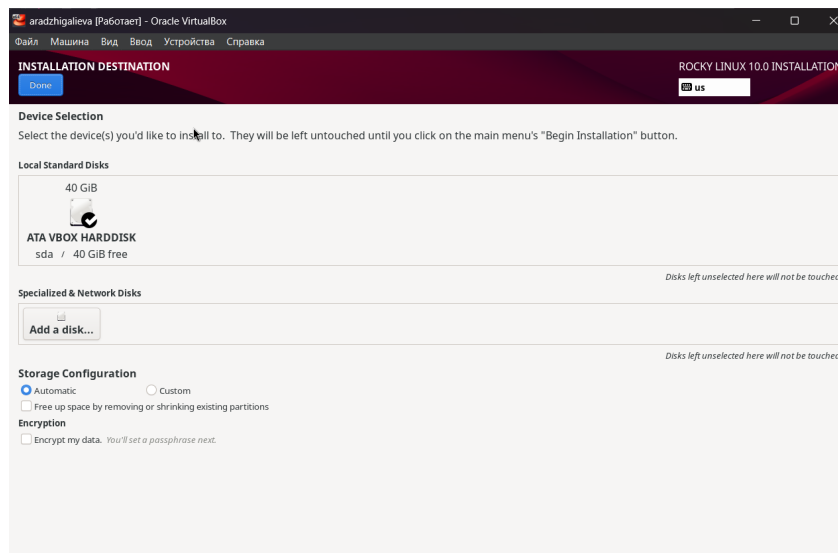 aradzhigalieva [Работает] - Oracle VirtualBox
Файл Машина Вид Ввод Устройства Справка
INSTALLATION DESTINATION
ROCKY LINUX 10.0 INSTALLATION
Done
us
Device Selection
Select the device(s) you'd like to install to. They will be left untouched until you click on the main menu's "Begin Installation" button.
Local Standard Disks
40 GiB
ATA VBOX HARDDISK
sda / 40 GiB free
Disks left unselected here will not be touched
Specialized & Network Disks
Add a disk...
Disks left unselected here will not be touched
Storage Configuration
Automatic Custom
Free up space by removing or shrinking existing partitions
Encryption
Encrypt my data. You'll set a passphrase next.